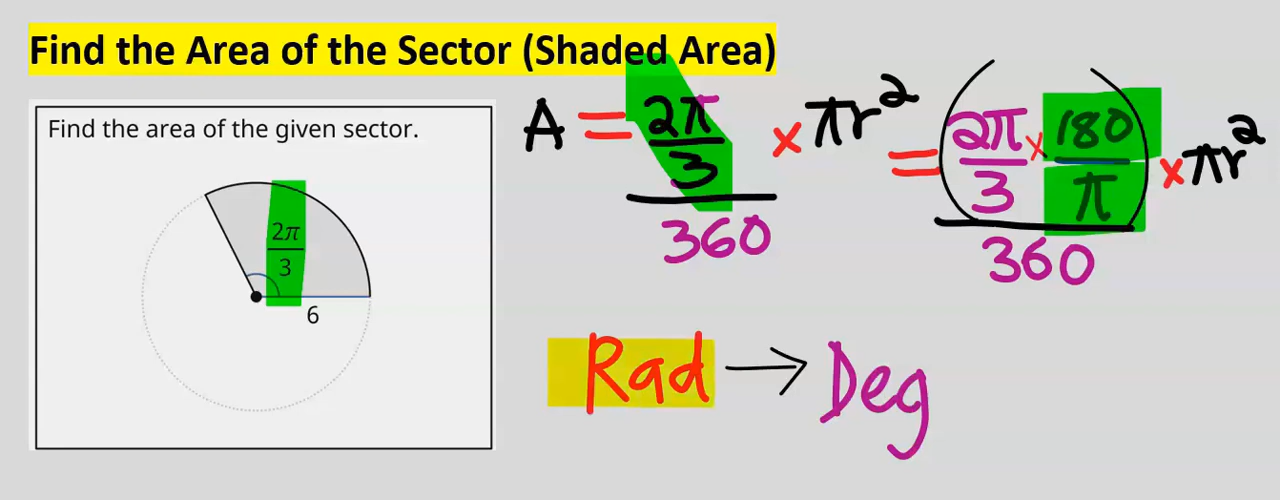 Find the Area of the Sector (Shaded Area)
Find the area of the given sector.
2π
3
6
A = 2π/3 / 360 × πr² = (2π/3 × 180/π) / 360 × πr²
Rad → Deg